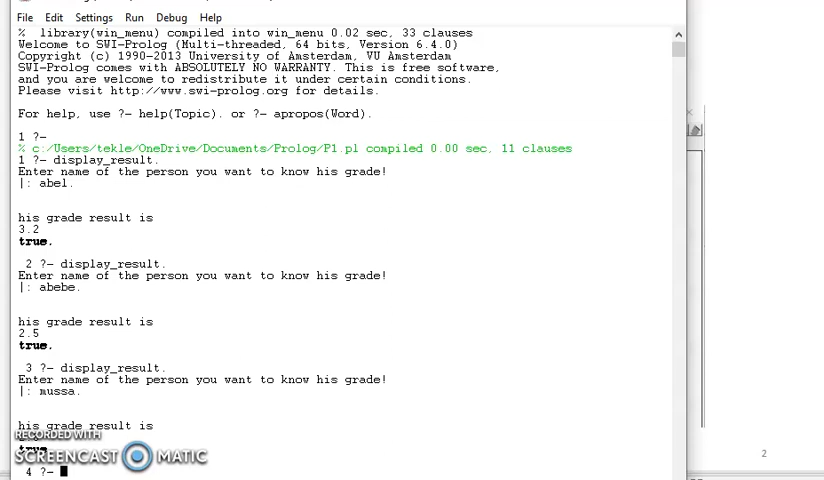 File Edit Settings Run Debug Help
% library(win_menu) compiled into win_menu 0.02 sec, 33 clauses
Welcome to SWI-Prolog (Multi-threaded, 64 bits, Version 6.4.0)
Copyright (c) 1990-2013 University of Amsterdam, VU Amsterdam
SWI-Prolog comes with ABSOLUTELY NO WARRANTY. This is free software,
and you are welcome to redistribute it under certain conditions.
Please visit http://www.swi-prolog.org for details.
For help, use ?- help(Topic). or ?- apropos(Word).
1 ?-
% c:/Users/tekle/OneDrive/Documents/Prolog/P1.pl compiled 0.00 sec, 11 clauses
1 ?- display_result.
Enter name of the person you want to know his grade!
|: abel.
his grade result is
3.2
true.
2 ?- display_result.
Enter name of the person you want to know his grade!
|: abebe.
his grade result is
2.5
true.
3 ?- display_result.
Enter name of the person you want to know his grade!
|: mussa.
his grade result is
RECORDED WITH
true.
SCREENCAST MATIC
4 ?-
2